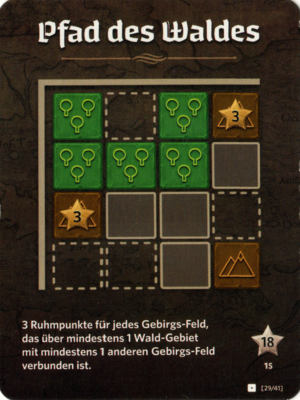 Pfad des Waldes
3
3
3 Ruhmpunkte für jedes Gebirgs-Feld,
das über mindestens 1 Wald-Gebiet
mit mindestens 1 anderen Gebirgs-Feld
verbunden ist.
18
1S
[29/41]